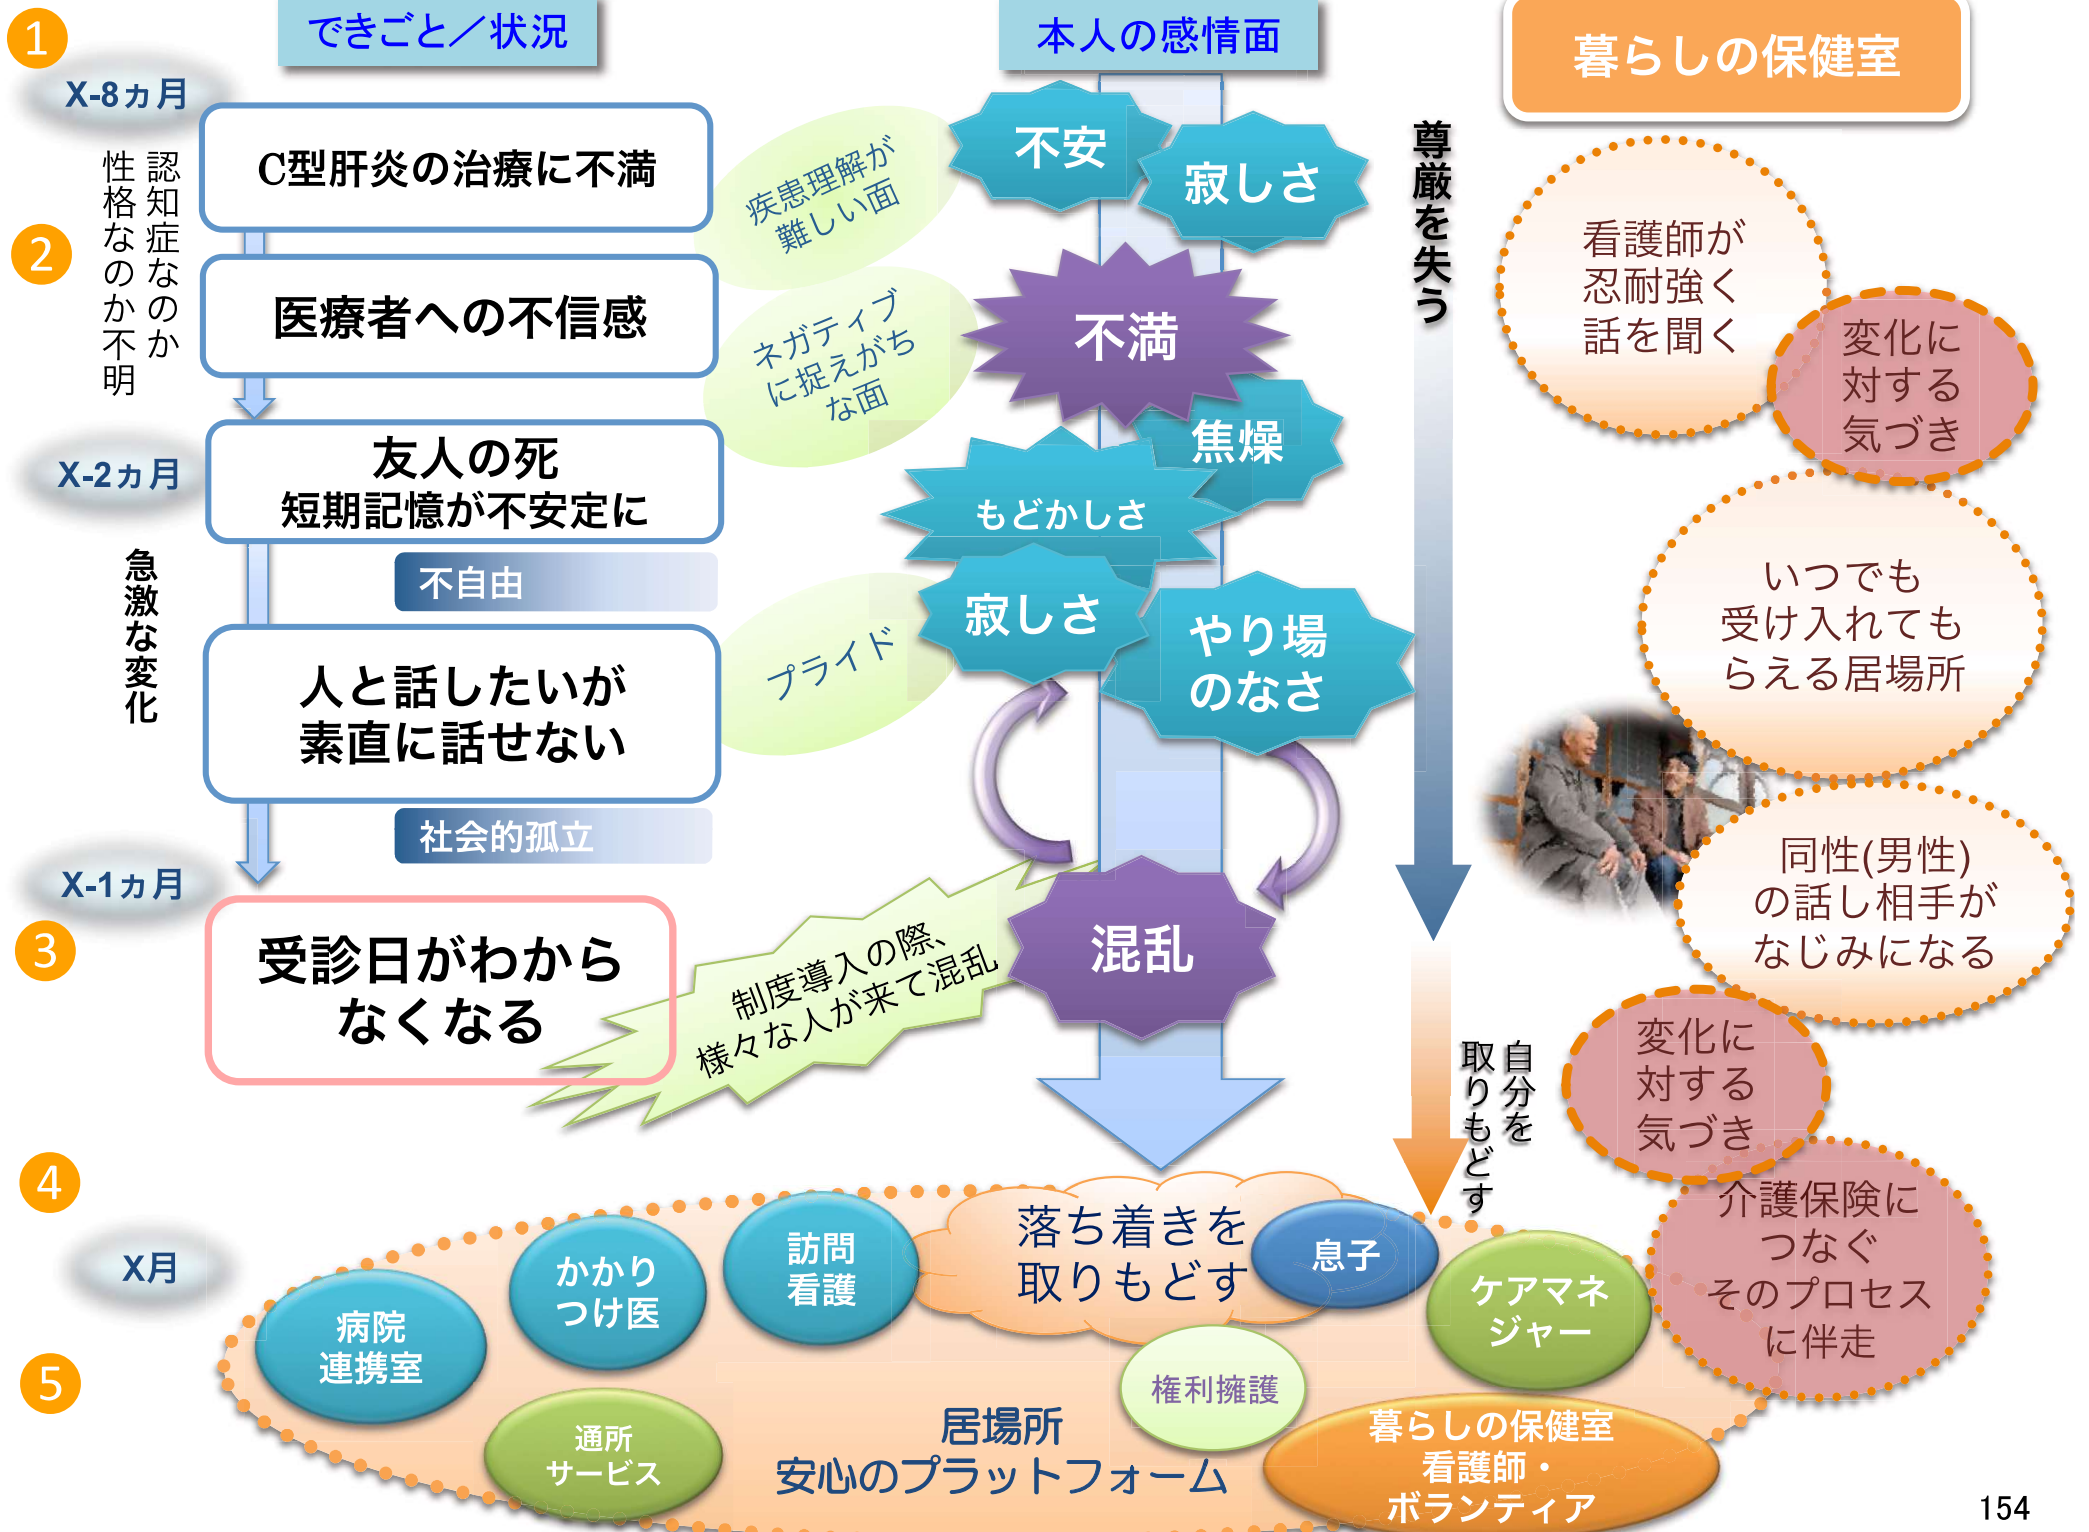 できごと／状況
本人の感情面
暮らしの保健室
1
X-8ヵ月
認知症なのか
性格なのか不明
2
C型肝炎の治療に不満
医療者への不信感
疾患理解が
難しい面
ネガティブ
に捉えがち
な面
不安
寂しさ
不満
焦燥
もどかしさ
尊厳を失う
看護師が
忍耐強く
話を聞く
変化に
対する
気づき
X-2ヵ月
友人の死
短期記憶が不安定に
急激な変化
不自由
人と話したいが
素直に話せない
プライド
寂しさ
やり場
のなさ
いつでも
受け入れても
らえる居場所
社会的孤立
X-1ヵ月
3
受診日がわから
なくなる
制度導入の際、
様々な人が来て混乱
混乱
同性(男性)
の話し相手が
なじみになる
自分を
取りもどす
変化に
対する
気づき
4
X月
介護保険に
つなぐ
そのプロセス
に伴走
落ち着きを
取りもどす
息子
ケアマネ
ジャー
訪問
看護
かかり
つけ医
病院
連携室
5
通所
サービス
居場所
安心のプラットフォーム
権利擁護
暮らしの保健室
看護師・
ボランティア
154